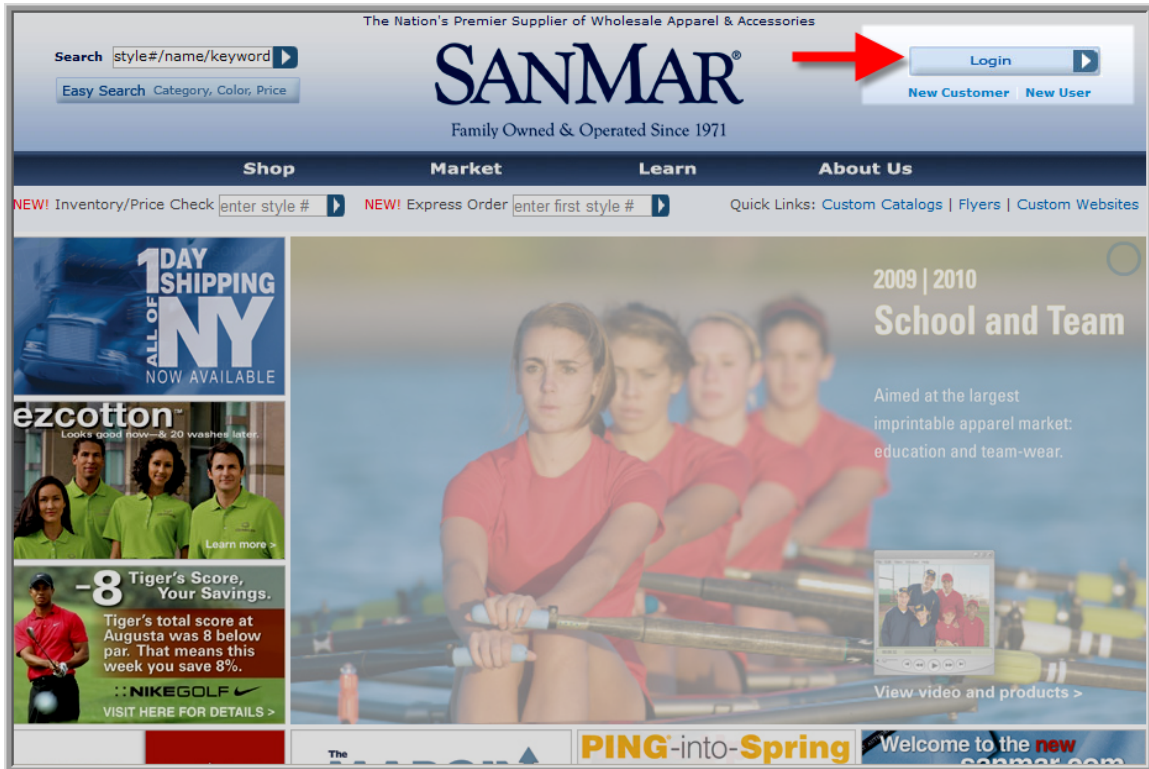 The Nation's Premier Supplier of Wholesale Apparel & Accessories
Search style#/name/keyword
Easy Search Category, Color, Price
SANMAR®
Family Owned & Operated Since 1971
Login
New Customer | New User
Shop Market Learn About Us
NEW! Inventory/Price Check enter style # NEW! Express Order enter first style # Quick Links: Custom Catalogs | Flyers | Custom Websites
1 DAY
SHIPPING
ALL OF
NY
NOW AVAILABLE
ezcotton™
Looks good now—& 20 washes later.
Learn more >
-8 Tiger's Score,
Your Savings.
Tiger's total score at
Augusta was 8 below
par. That means this
week you save 8%.
::NIKEGOLF
VISIT HERE FOR DETAILS >
2009 | 2010
School and Team
Aimed at the largest
imprintable apparel market:
education and team-wear.
View video and products >
The
PING-into-Spring
Welcome to the new
sanmar.com